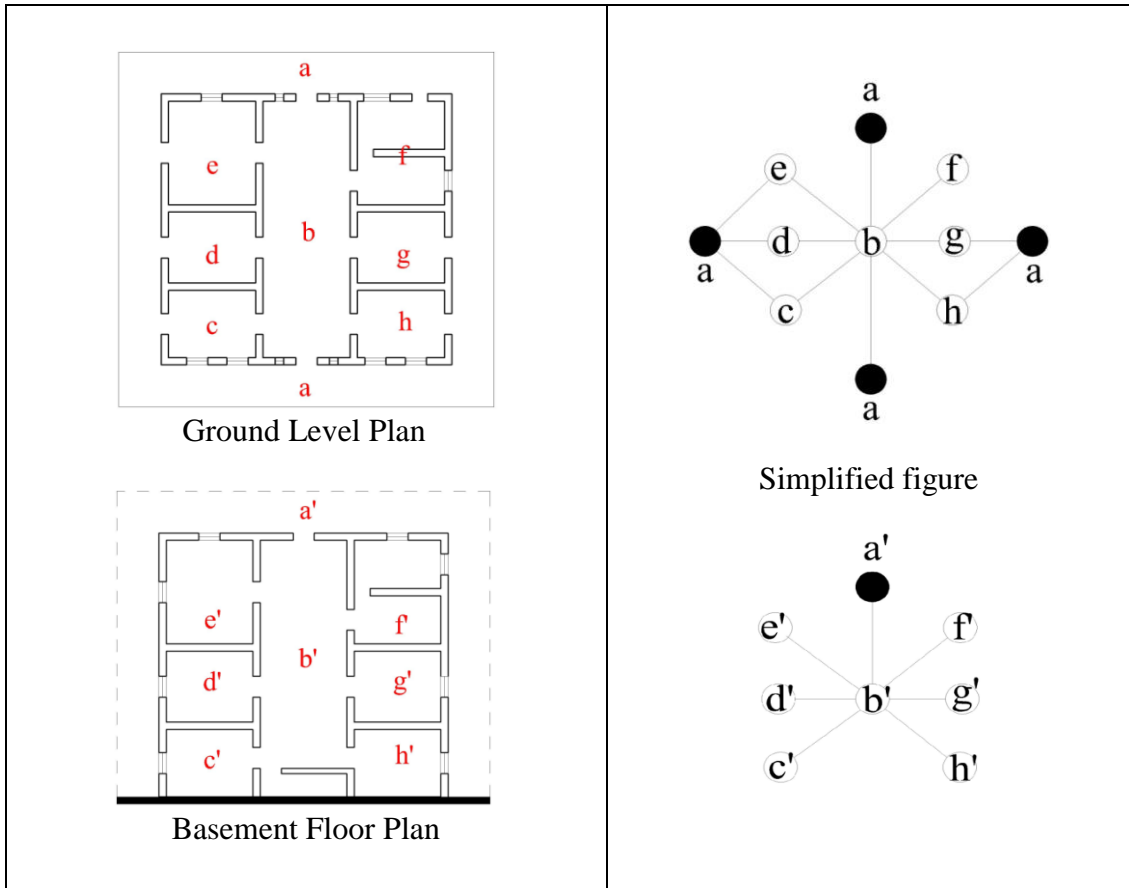 a
e
f
b
d
g
c
h
a
Ground Level Plan
a'
e'
f'
b'
d'
g'
c'
h'
Basement Floor Plan
a
e
f
d
b
g
a
a
c
h
a
Simplified figure
a'
e'
f'
d'
b'
g'
c'
h'